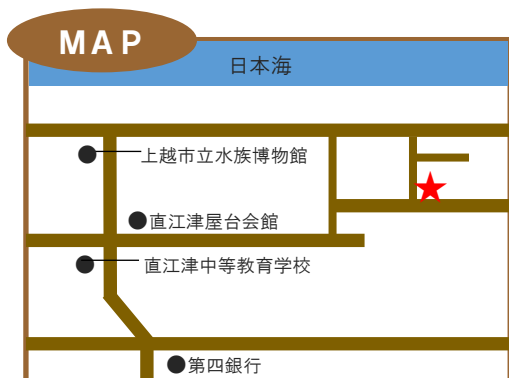 MAP
日本海
上越市立水族博物館
直江津屋台会館
直江津中等教育学校
第四銀行